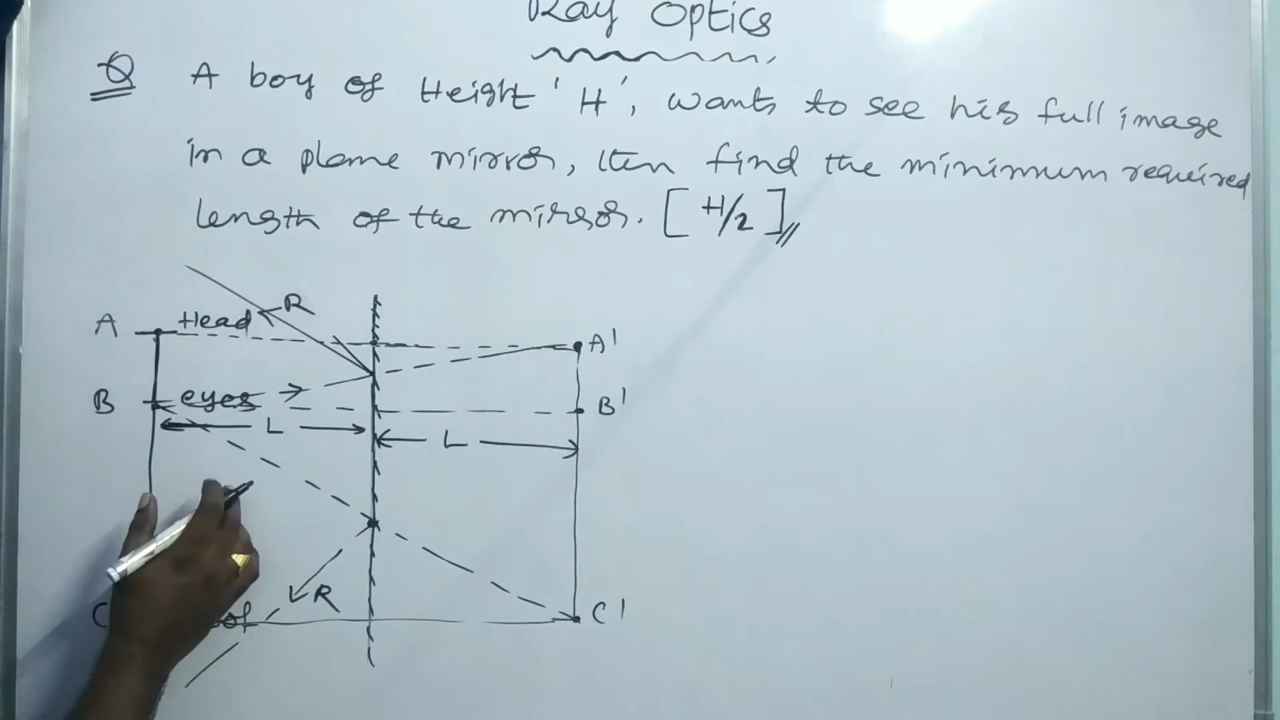 Ray Optics
Q A boy of Height 'H', wants to see his full image
in a plane mirror, then find the minimum required
length of the mirror. [H/2]
R
A Head A'
B eyes B'
L L
R
C C'